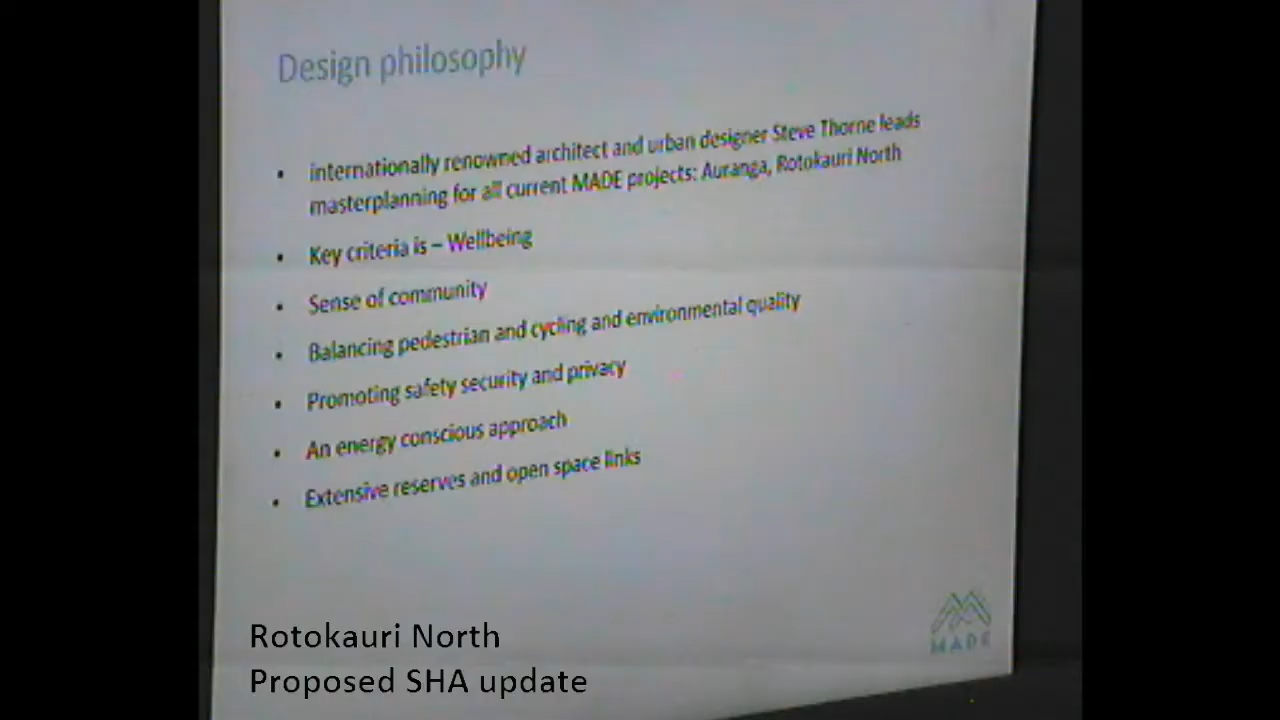 Design philosophy
• internationally renowned architect and urban designer Steve Thorne leads
masterplanning for all current MADE projects: Auranga, Rotokauri North
• Key criteria is – Wellbeing
• Sense of community
• Balancing pedestrian and cycling and environmental quality
• Promoting safety security and privacy
• An energy conscious approach
• Extensive reserves and open space links
MADE
Rotokauri North
Proposed SHA update